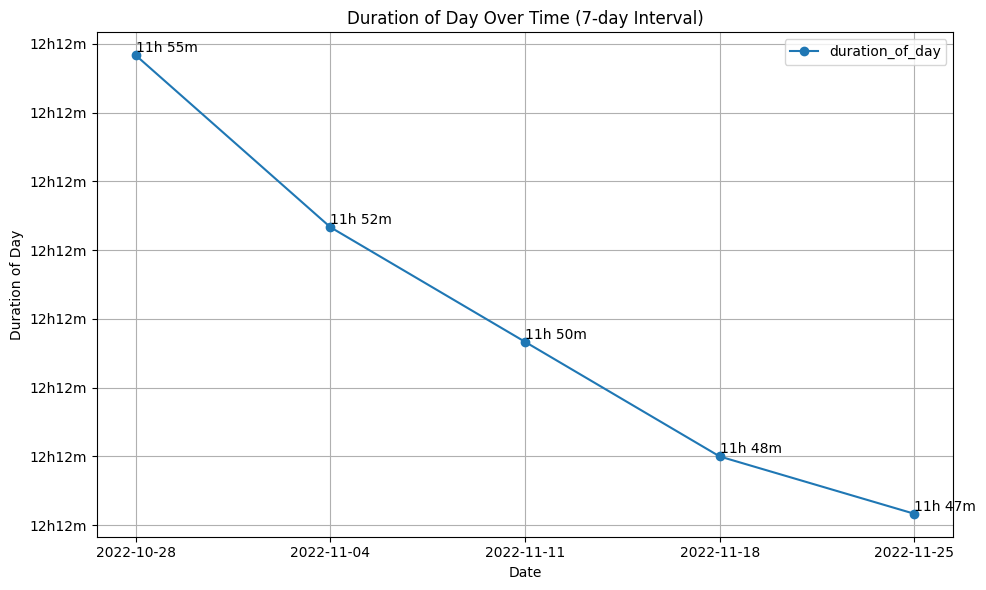 Duration of Day Over Time (7-day Interval)
duration_of_day
Duration of Day
12h12m
12h12m
12h12m
12h12m
12h12m
12h12m
12h12m
12h12m
11h 55m
11h 52m
11h 50m
11h 48m
11h 47m
2022-10-28
2022-11-04
2022-11-11
2022-11-18
2022-11-25
Date